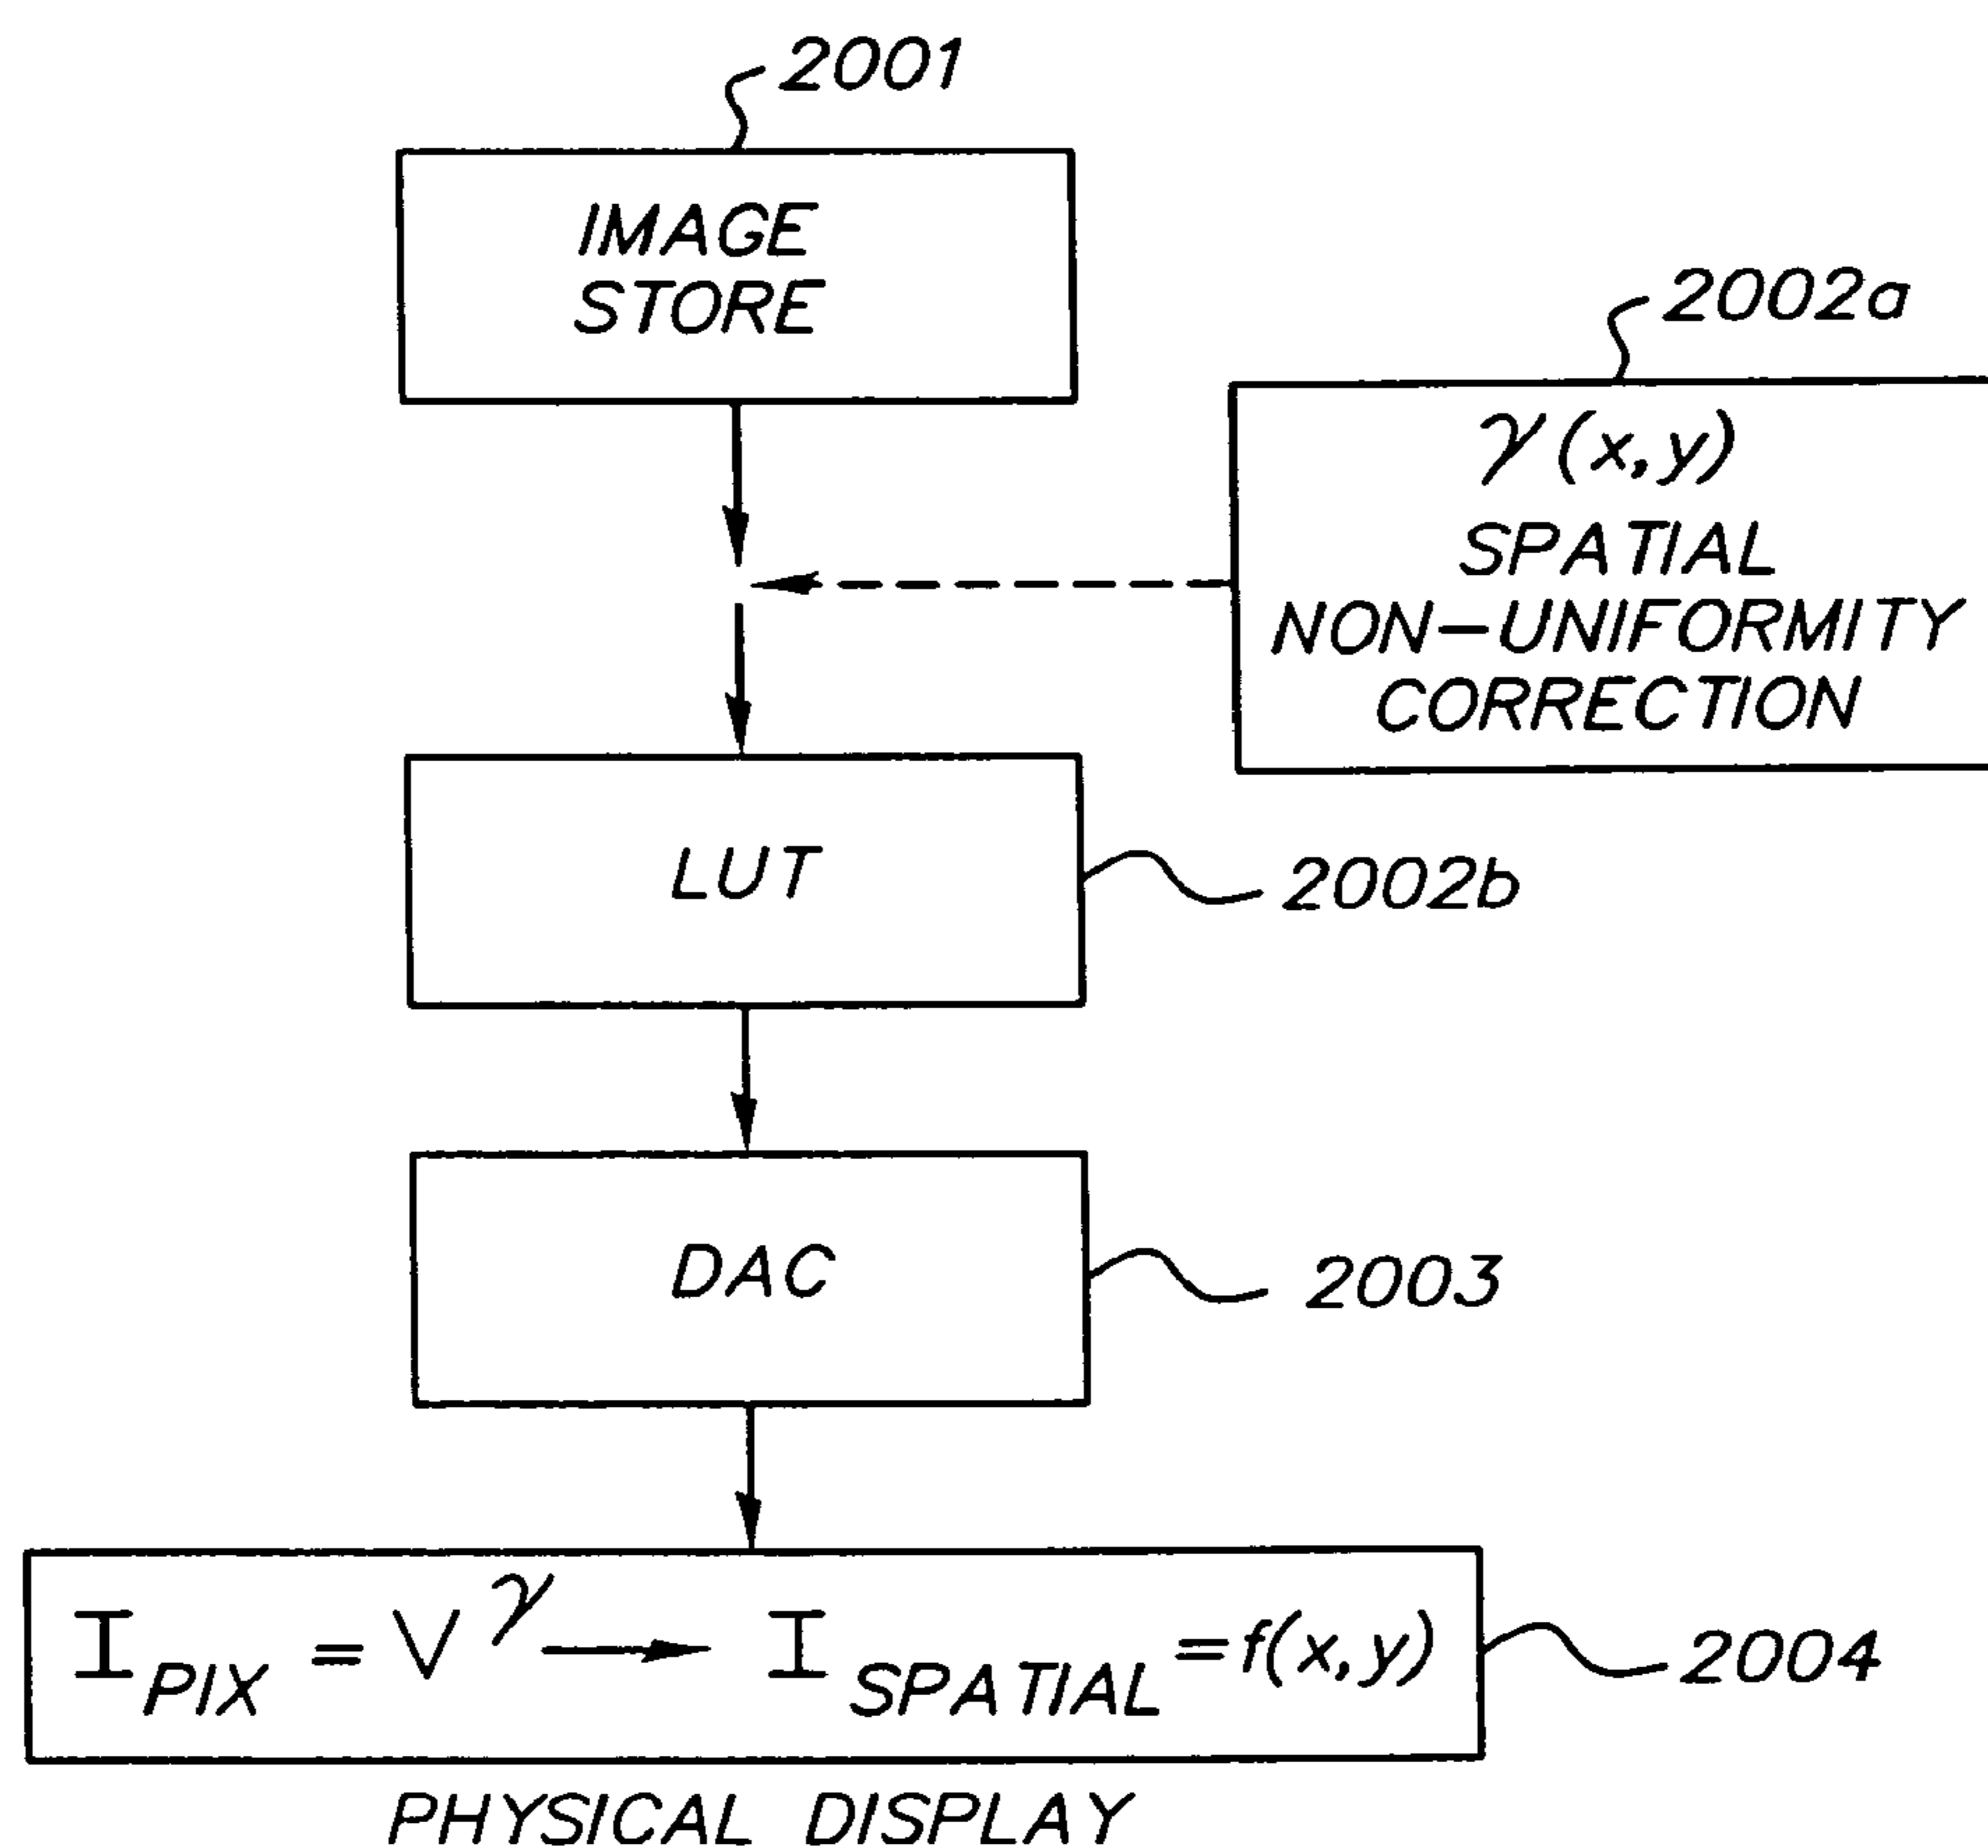 2001
IMAGE
STORE
2002a
γ(x,y)
SPATIAL
NON-UNIFORMITY
CORRECTION
LUT
2002b
DAC
2003
I PIX = V γ → I SPATIAL = f(x,y)
2004
PHYSICAL DISPLAY